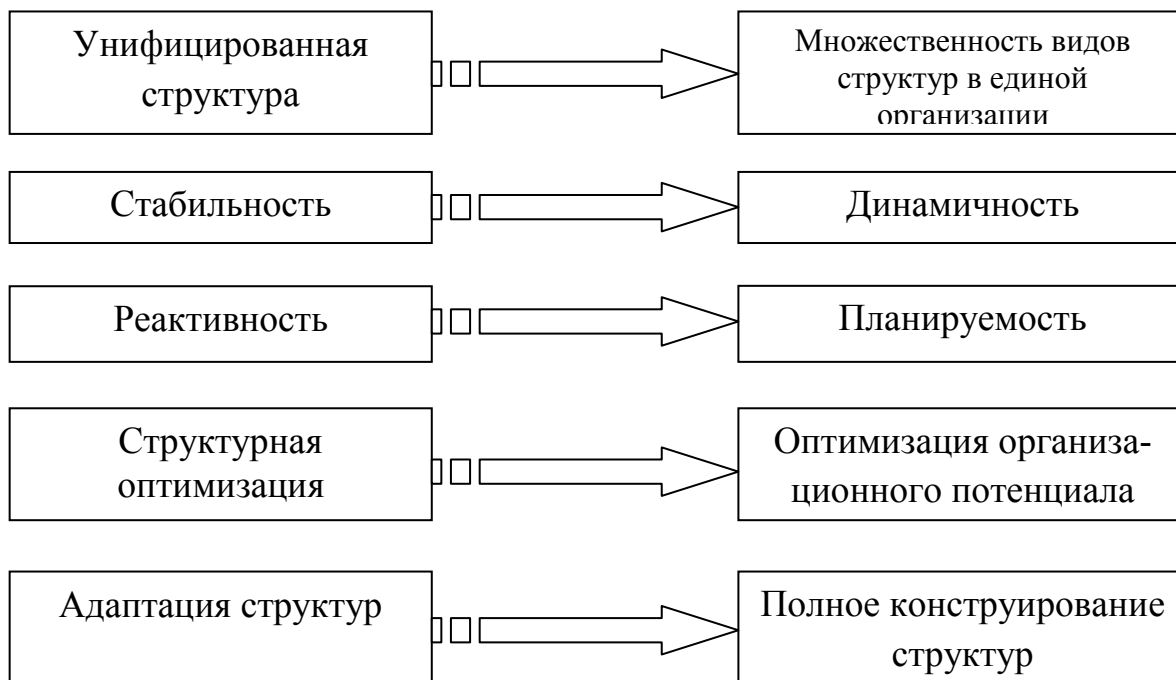 Унифицированная
структура
Множественность видов
структур в единой
организации
Стабильность
Динамичность
Реактивность
Планируемость
Структурная
оптимизация
Оптимизация организа-
ционного потенциала
Адаптация структур
Полное конструирование
структур